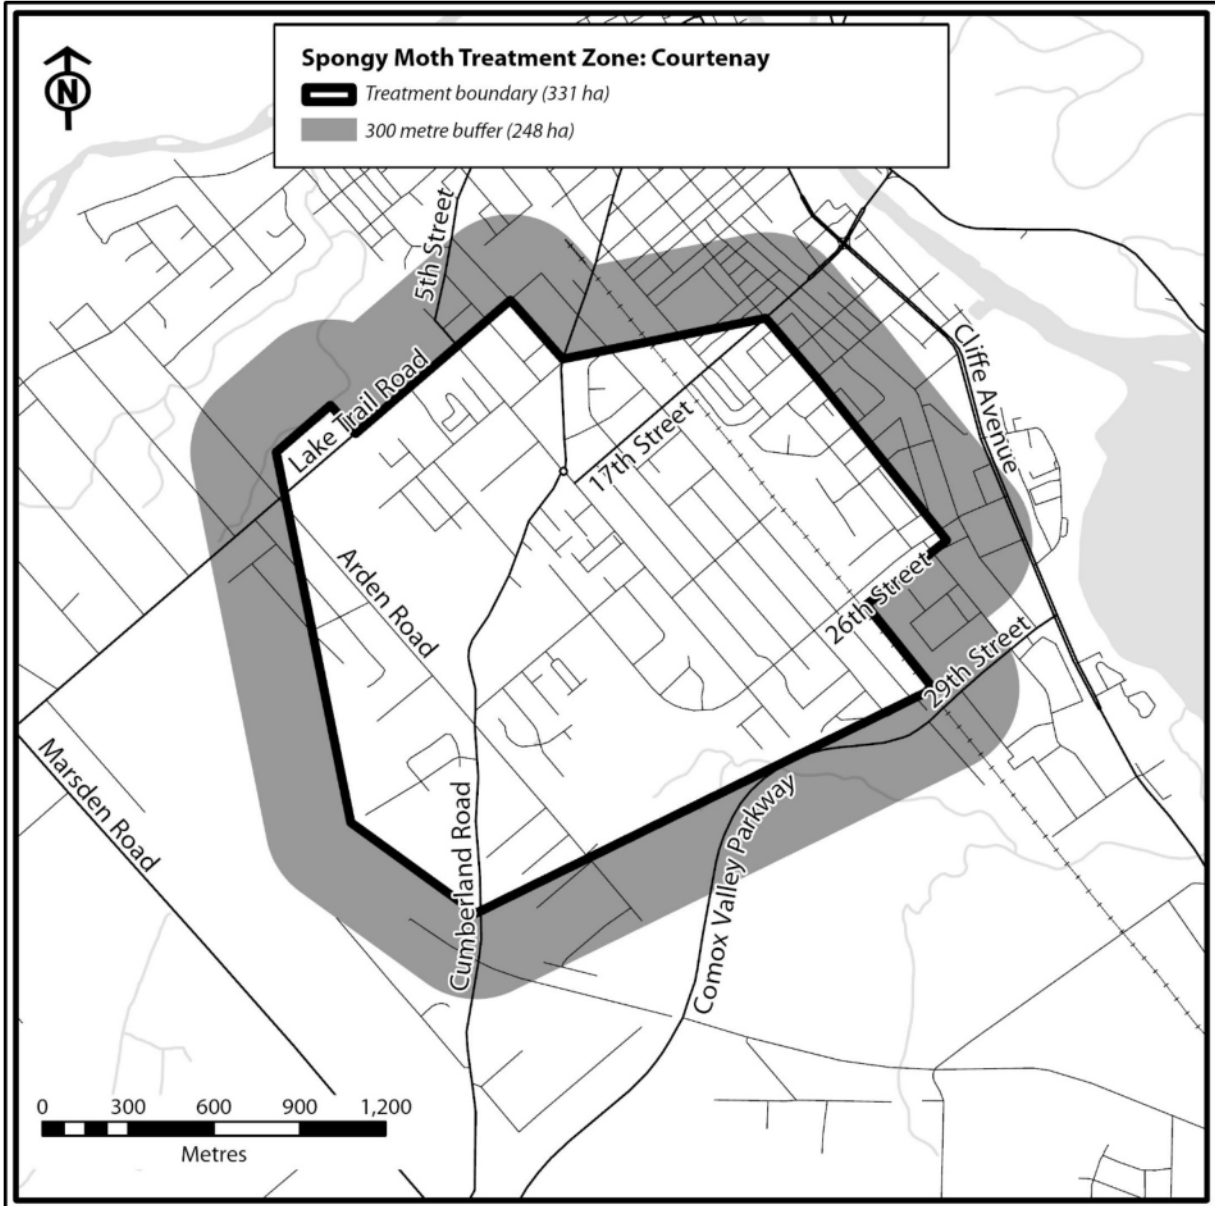 N
Spongy Moth Treatment Zone: Courtenay
Treatment boundary (331 ha)
300 metre buffer (248 ha)
5th Street
Cliffe Avenue
Lake Trail Road
17th Street
Arden Road
26th Street
29th Street
Marsden Road
Cumberland Road
Comox Valley Parkway
0 300 600 900 1,200
Metres